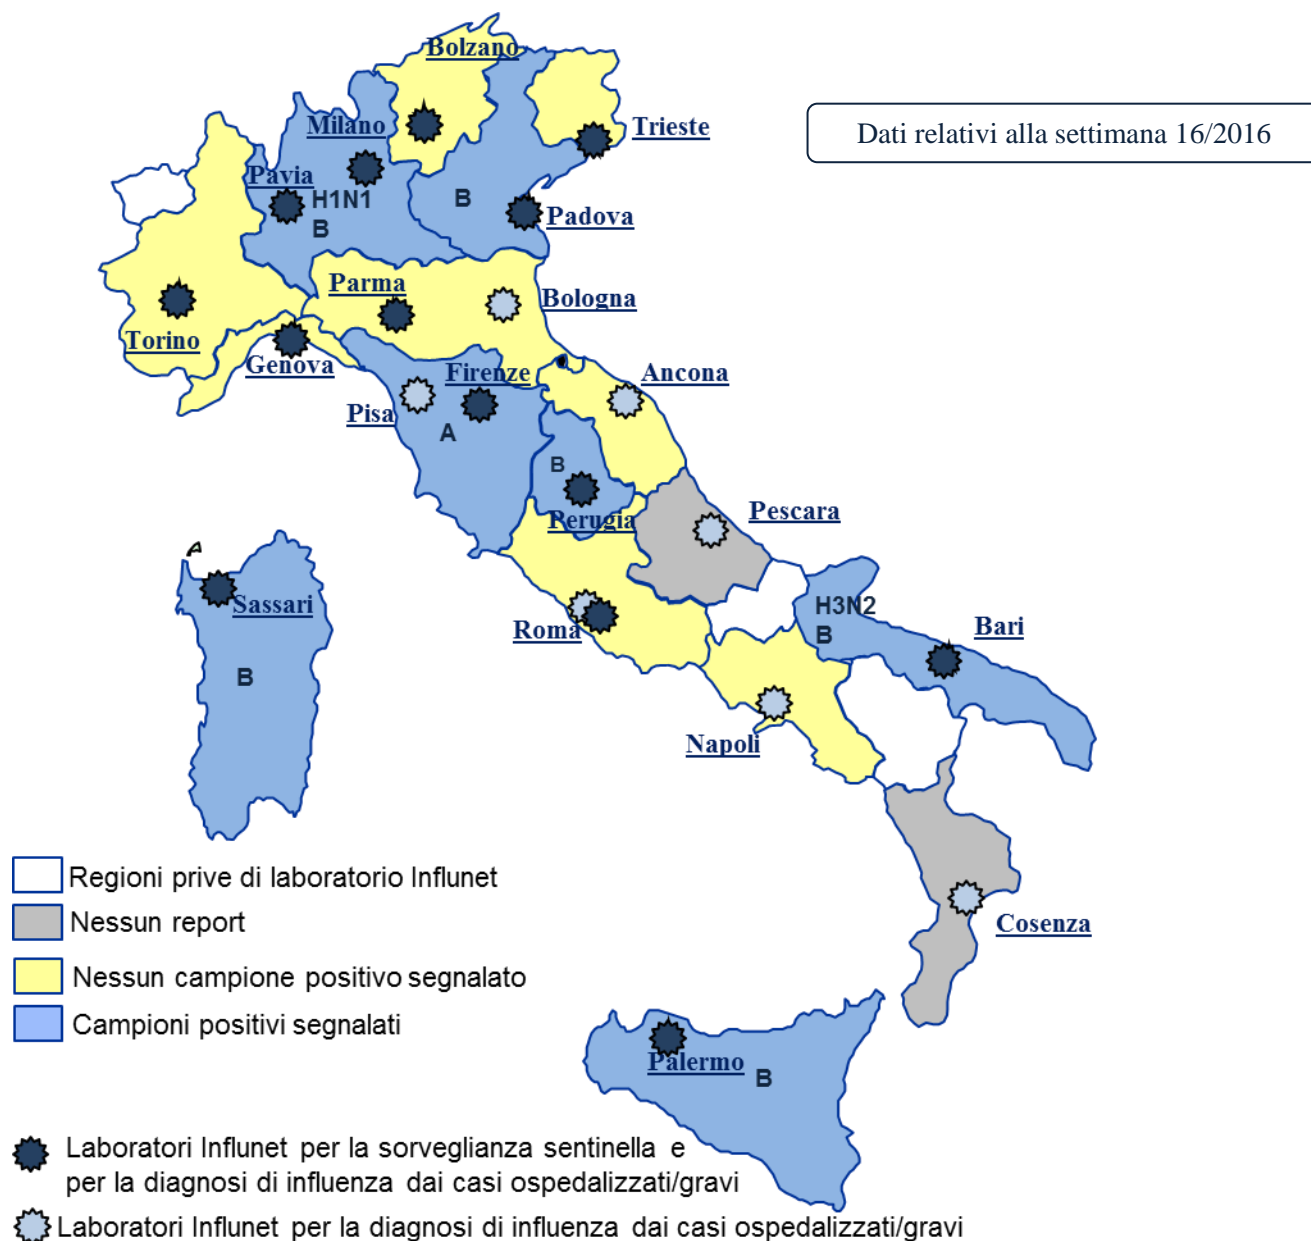 Bolzano
Dati relativi alla settimana 16/2016
Milano
Trieste
Pavia
H1N1
B
B
Padova
Parma
Bologna
Torino
Genova
Firenze
Ancona
Pisa
A
B
Perugia
Pescara
A
Sassari
B
Roma
H3N2
B
Bari
Napoli
Regioni prive di laboratorio Influnet
Nessun report
Cosenza
Nessun campione positivo segnalato
Campioni positivi segnalati
Palermo
B
Laboratori Influnet per la sorveglianza sentinella e
per la diagnosi di influenza dai casi ospedalizzati/gravi
Laboratori Influnet per la diagnosi di influenza dai casi ospedalizzati/gravi